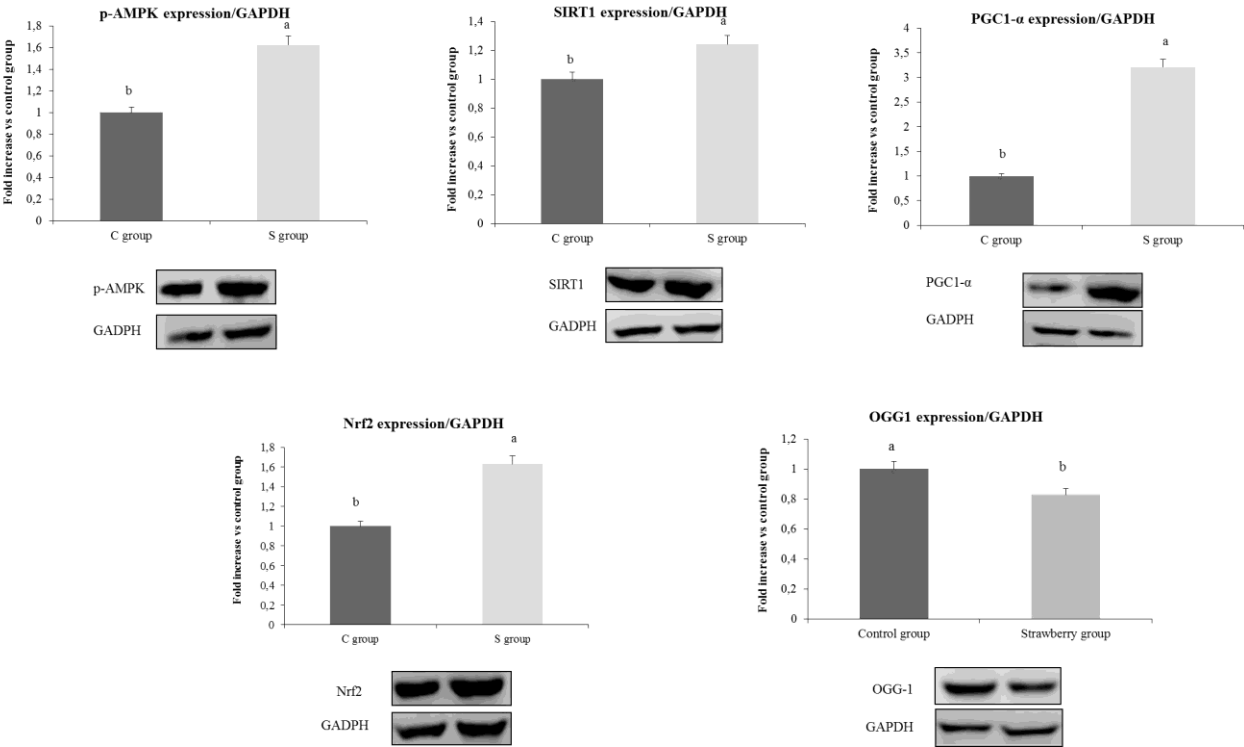 p-AMPK expression/GAPDH
Fold increase vs control group
1,8
1,6
1,4
1,2
1
0,8
0,6
0,4
0,2
0
b
a
C group
S group
p-AMPK
GADPH
SIRT1 expression/GAPDH
Fold increase vs control group
1,4
1,2
1
0,8
0,6
0,4
0,2
0
b
a
C group
S group
SIRT1
GADPH
PGC1-α expression/GAPDH
Fold increase vs control group
4
3,5
3
2,5
2
1,5
1
0,5
0
b
a
C group
S group
PGC1-α
GADPH
Nrf2 expression/GAPDH
Fold increase vs control group
1,8
1,6
1,4
1,2
1
0,8
0,6
0,4
0,2
0
b
a
C group
S group
Nrf2
GADPH
OGG1 expression/GAPDH
Fold increase vs control group
1,2
1
0,8
0,6
0,4
0,2
0
a
b
Control group
Strawberry group
OGG-1
GAPDH